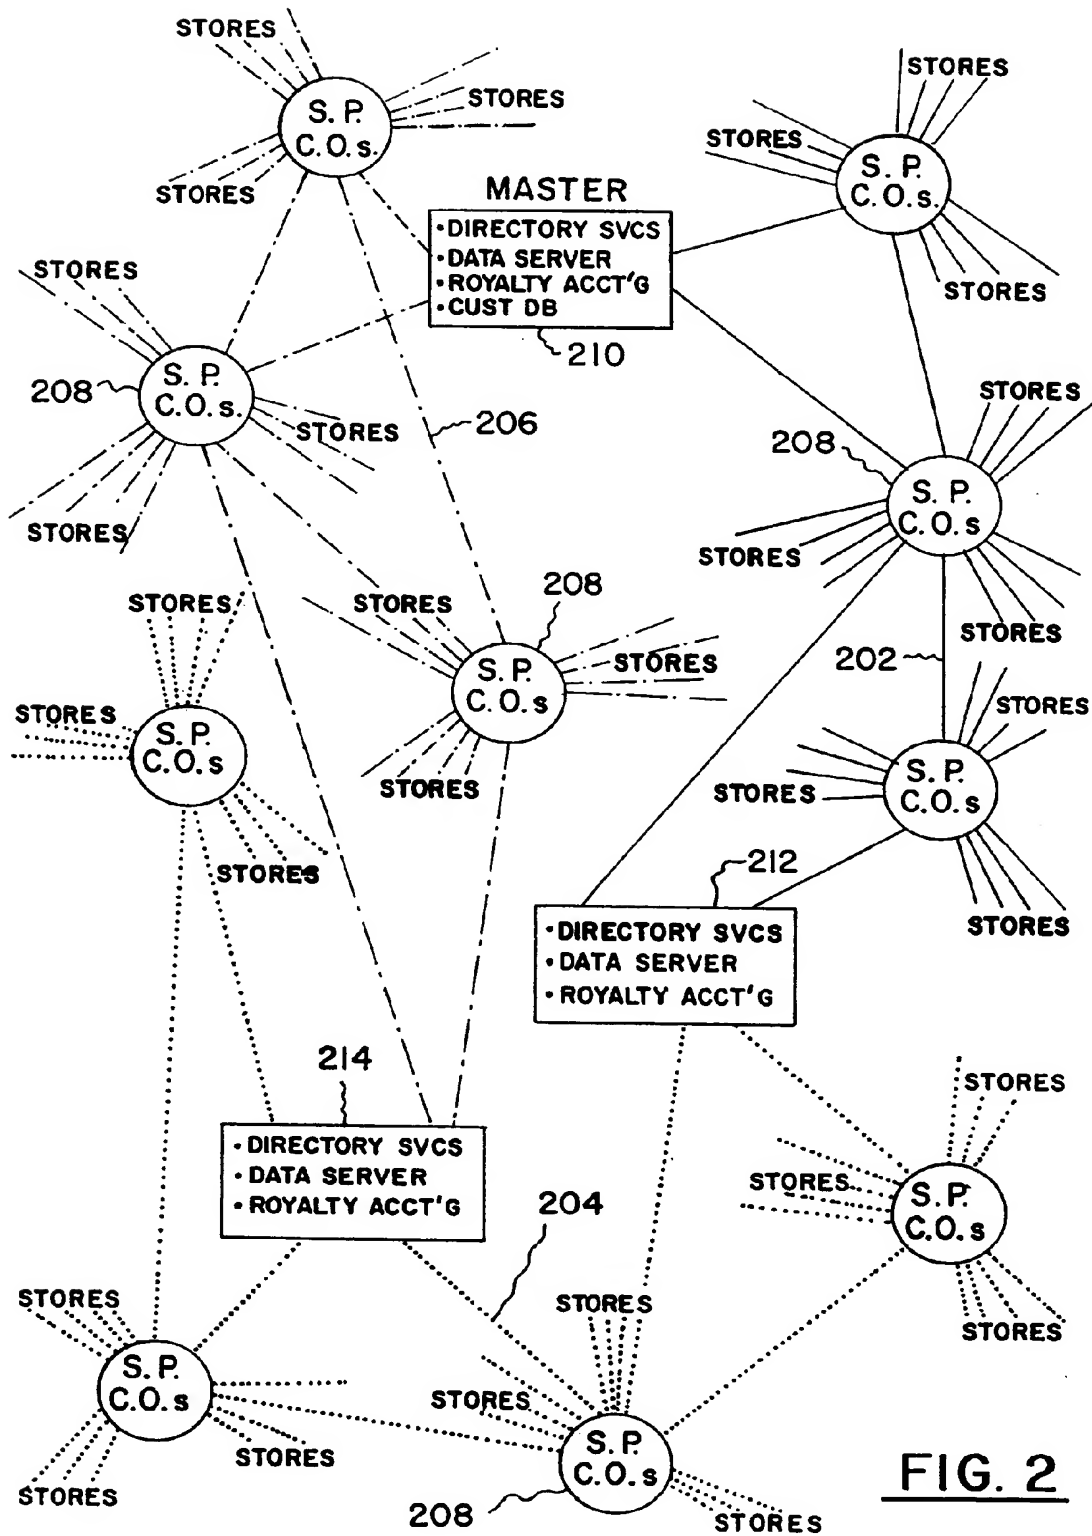 STORES
S. P.
C.O.s.
STORES
STORES
STORES
STORES
S. P.
C.O.s.
STORES
MASTER
•DIRECTORY SVCS
•DATA SERVER
•ROYALTY ACCT'G
•CUST DB
210
STORES
208
S. P.
C.O.s.
STORES
STORES
206
STORES
208
S. P.
C.O.s
STORES
STORES
STORES
208
S. P.
C.O.s
STORES
STORES
202
STORES
STORES
S. P.
C.O.s
STORES
STORES
S. P.
C.O.s
STORES
STORES
212
•DIRECTORY SVCS
•DATA SERVER
•ROYALTY ACCT'G
214
•DIRECTORY SVCS
•DATA SERVER
•ROYALTY ACCT'G
204
STORES
STORES
S. P.
C.O.s
STORES
STORES
S. P.
C.O.s
STORES
STORES
STORES
STORES
S. P.
C.O.s
208
STORES
FIG. 2